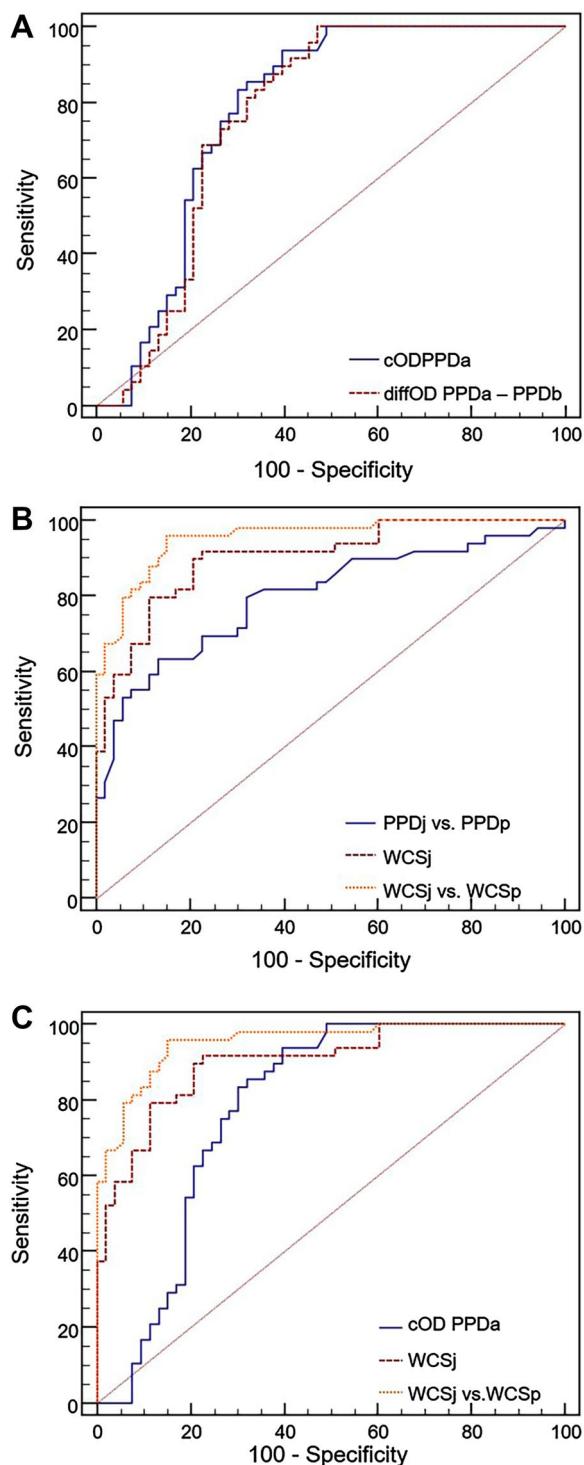 A
100
80
60
40
20
0
Sensitivity
cODPPDa
diffOD PPDa – PPDb
0 20 40 60 80 100
100 - Specificity
B
100
80
60
40
20
0
Sensitivity
PPDj vs. PPDp
WCSj
WCSj vs. WCSp
0 20 40 60 80 100
100 - Specificity
C
100
80
60
40
20
0
Sensitivity
cOD PPDa
WCSj
WCSj vs.WCSp
0 20 40 60 80 100
100 - Specificity